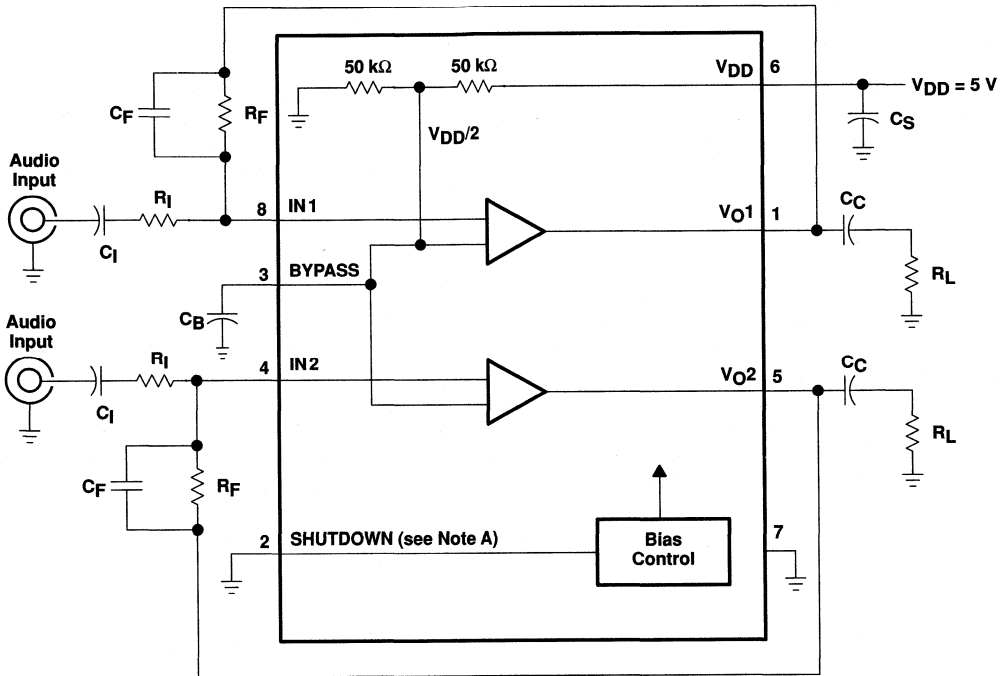 50 kΩ 50 kΩ
VDD 6
VDD = 5 V
CF
RF
CS
VDD/2
Audio
Input
RI
CI
8 IN1
VO1 1
CC
RL
3 BYPASS
CB
Audio
Input
RI
CI
4 IN2
VO2 5
CC
RL
CF
RF
2 SHUTDOWN (see Note A)
Bias
Control
7